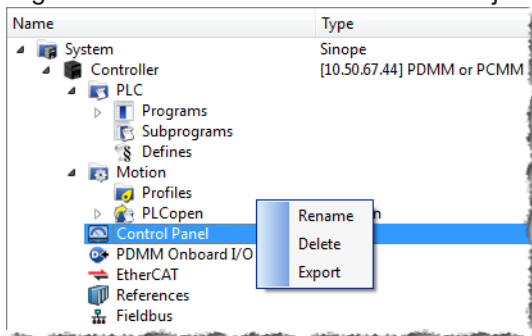 Name Type
System Sinope
Controller [10.50.67.44] PDMM or PCMM
PLC
Programs
Subprograms
Defines
Motion
Profiles
PLCopen n
Control Panel
PDMM Onboard I/O
EtherCAT
References
Fieldbus
Rename
Delete
Export